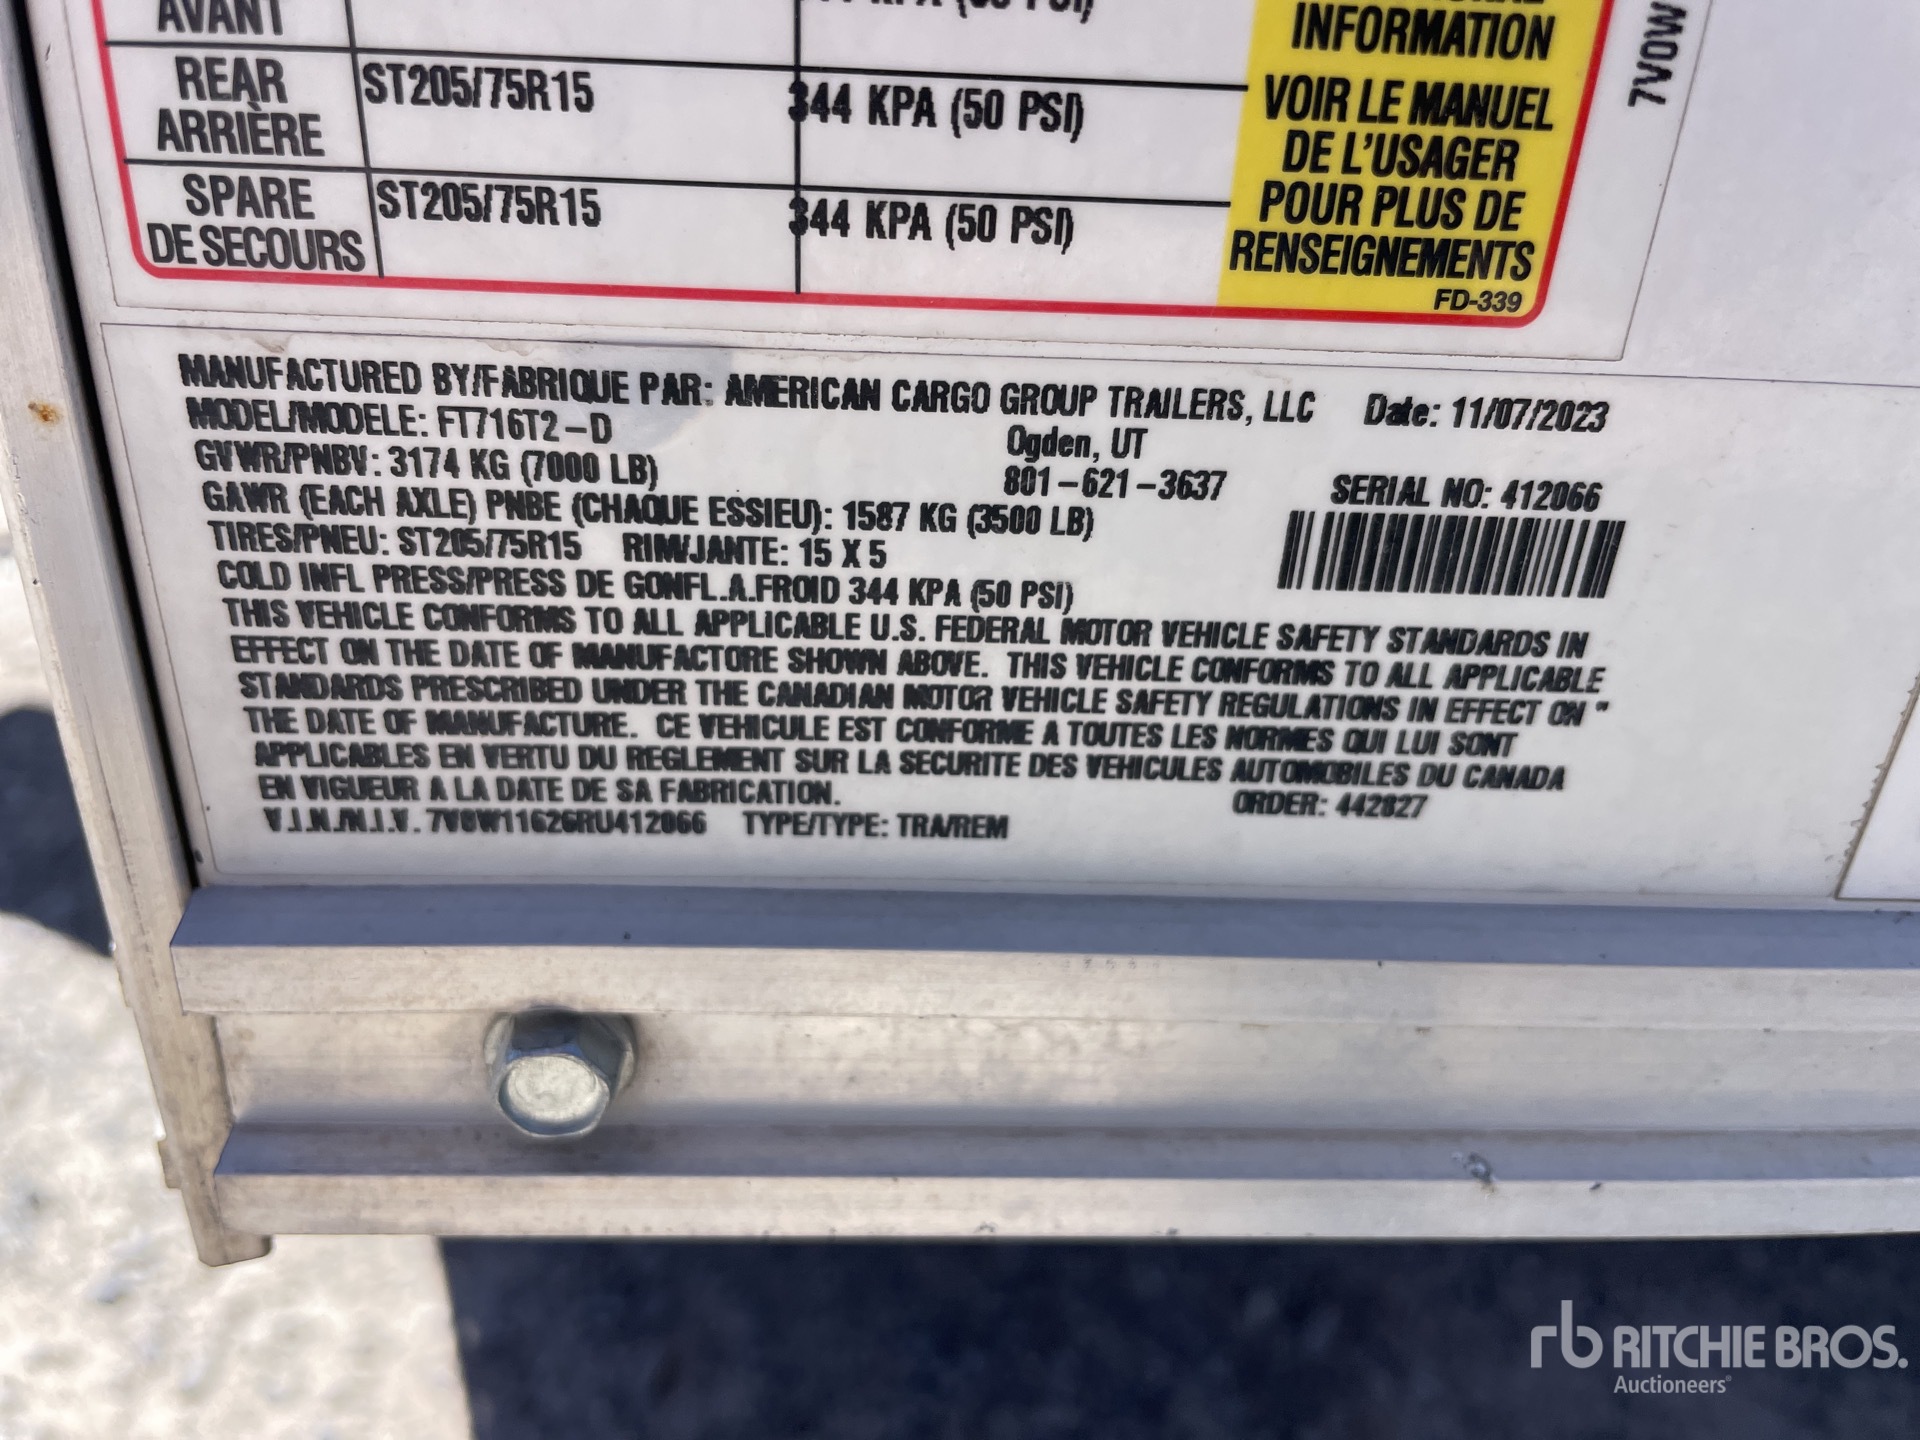 AVANT
INFORMATION
REAR ST205/75R15 344 KPA (50 PSI)
ARRIÈRE
VOIR LE MANUEL
DE L'USAGER
POUR PLUS DE
RENSEIGNEMENTS
SPARE ST205/75R15 344 KPA (50 PSI)
DE SECOURS
FD-339
7V0W
MANUFACTURED BY/FABRIQUE PAR: AMERICAN CARGO GROUP TRAILERS, LLC Date: 11/07/2023
MODEL/MODELE: FT716T2-D Ogden, UT
GVWR/PNBV: 3174 KG (7000 LB) 801-621-3637 SERIAL NO: 412066
GAWR (EACH AXLE) PNBE (CHAQUE ESSIEU): 1587 KG (3500 LB)
TIRES/PNEU: ST205/75R15 RIM/JANTE: 15 X 5
COLD INFL PRESS/PRESS DE GONFL.A.FROID 344 KPA (50 PSI)
THIS VEHICLE CONFORMS TO ALL APPLICABLE U.S. FEDERAL MOTOR VEHICLE SAFETY STANDARDS IN
EFFECT ON THE DATE OF MANUFACTORE SHOWN ABOVE. THIS VEHICLE CONFORMS TO ALL APPLICABLE
STANDARDS PRESCRIBED UNDER THE CANADIAN MOTOR VEHICLE SAFETY REGULATIONS IN EFFECT ON "
THE DATE OF MANUFACTURE. CE VEHICULE EST CONFORME A TOUTES LES NORMES QUI LUI SONT
APPLICABLES EN VERTU DU REGLEMENT SUR LA SECURITE DES VEHICULES AUTOMOBILES DU CANADA
EN VIGUEUR A LA DATE DE SA FABRICATION. ORDER: 442827
V.I.N./N.I.V. 7V0W11626RU412066 TYPE/TYPE: TRA/REM
rb RITCHIE BROS.
Auctioneers